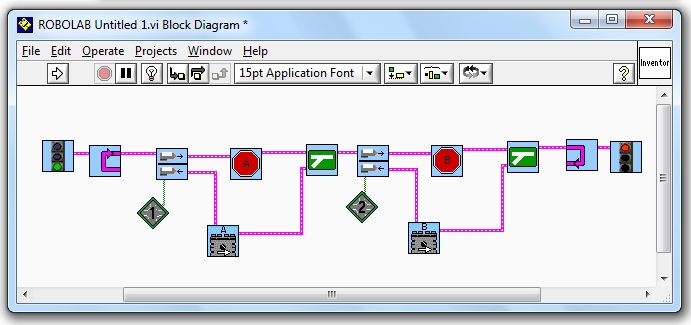 ROBOLAB Untitled 1.vi Block Diagram *
File Edit Operate Projects Window Help
15pt Application Font
?
Inventor
A
B
1
2
A
B